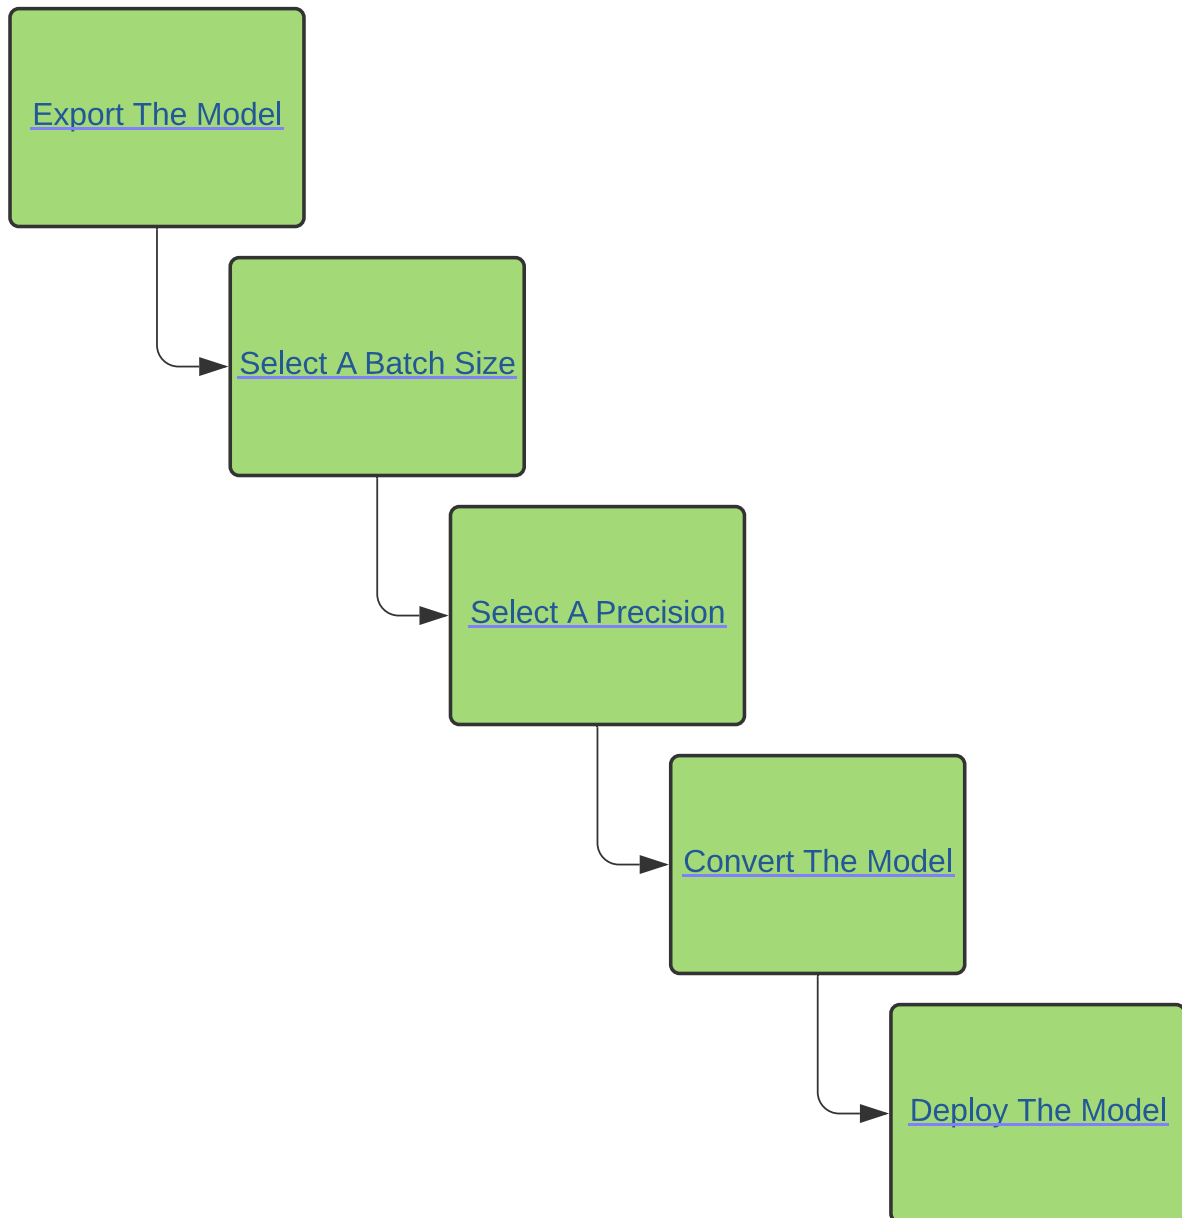 Export The Model
Select A Batch Size
Select A Precision
Convert The Model
Deploy The Model